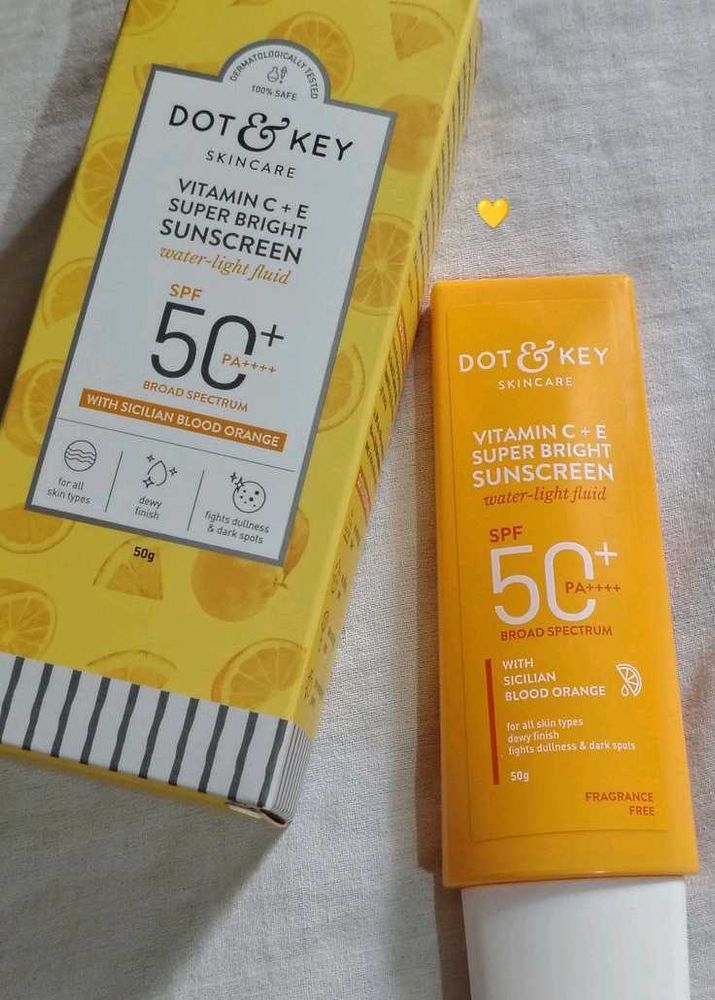 DERMATOLOGICALLY TESTED
100% SAFE
DOT & KEY
SKINCARE
VITAMIN C + E
SUPER BRIGHT
SUNSCREEN
water-light fluid
SPF
50+
PA++++
BROAD SPECTRUM
WITH SICILIAN BLOOD ORANGE
for all
skin types
dewy
finish
fights dullness
& dark spots
50g
DOT & KEY
SKINCARE
VITAMIN C + E
SUPER BRIGHT
SUNSCREEN
water-light fluid
SPF
50+
PA++++
BROAD SPECTRUM
WITH
SICILIAN
BLOOD ORANGE
for all skin types
dewy finish
fights dullness & dark spots
50g
FRAGRANCE
FREE